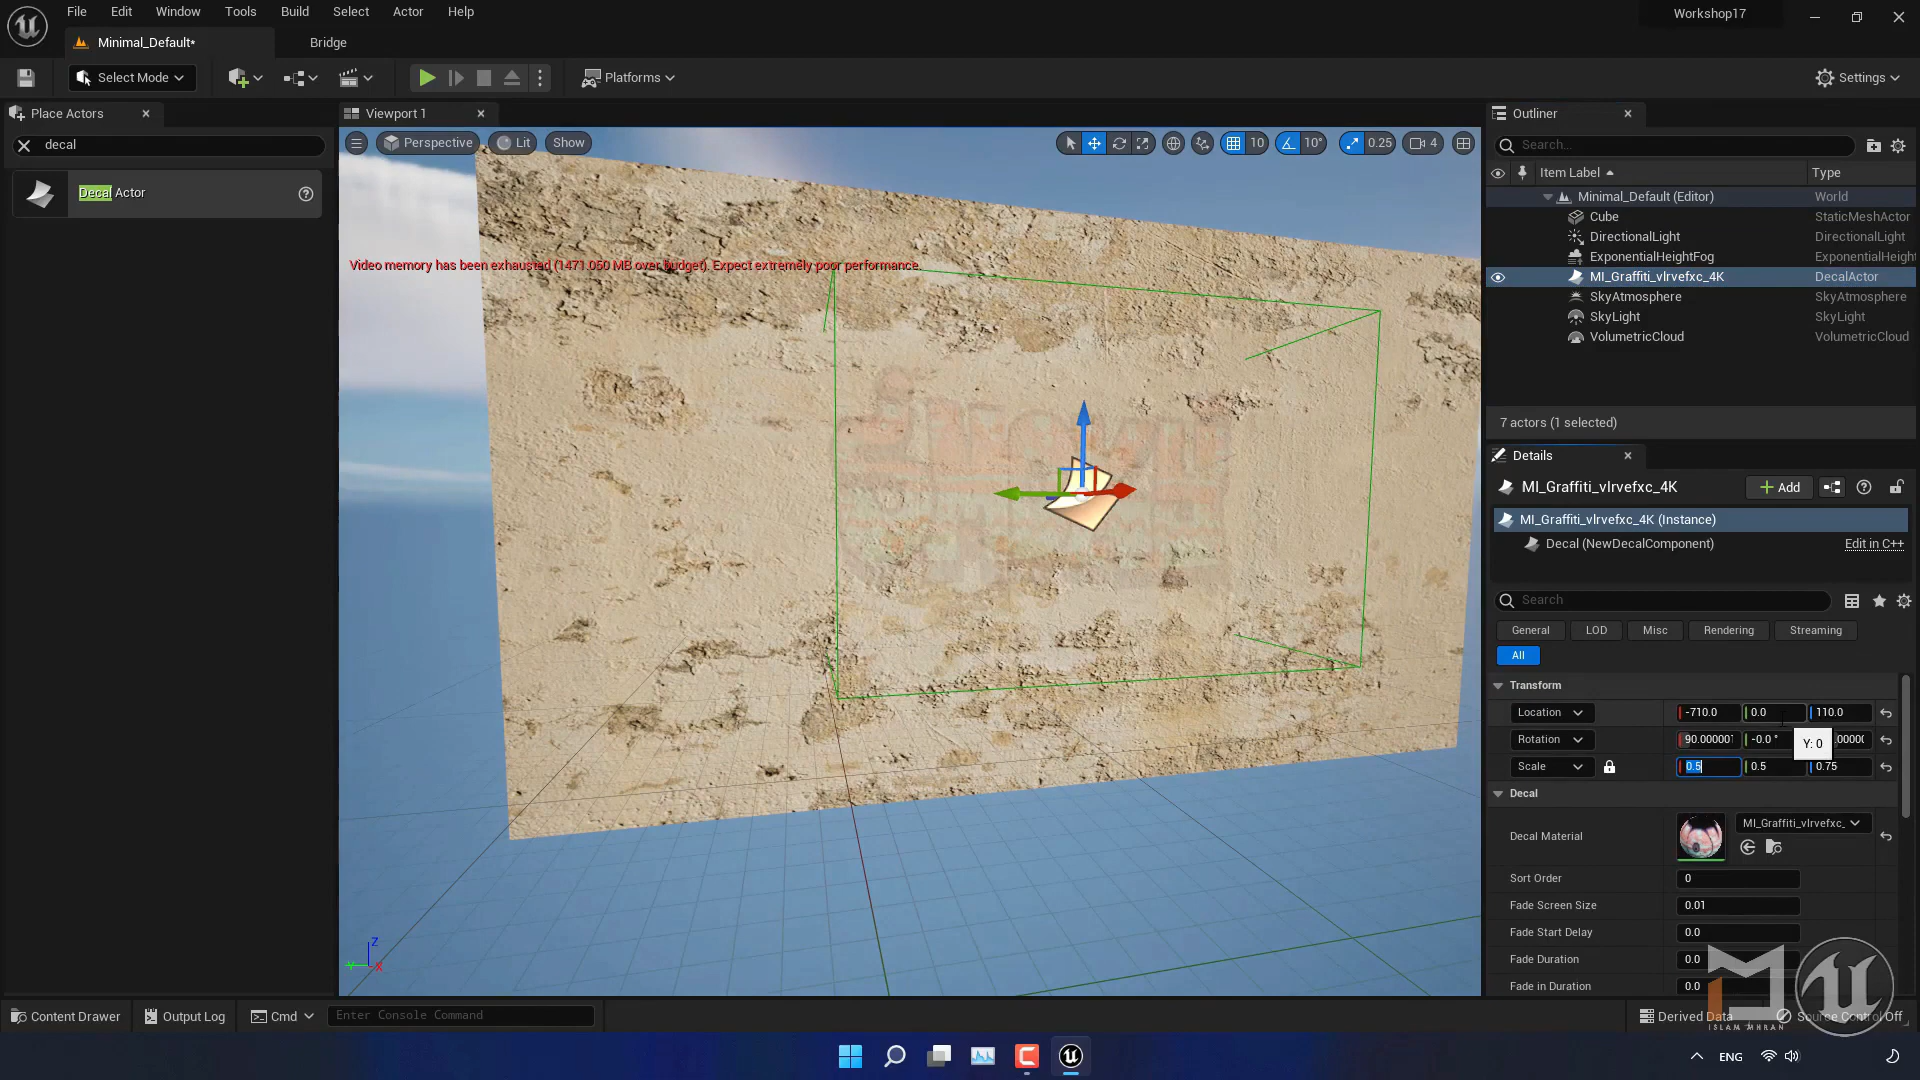 File Edit Window Tools Build Select Actor Help
Workshop17
Minimal_Default*
Bridge
Select Mode
Platforms
Settings
Place Actors
decal
Decal Actor
Viewport 1
Perspective
Lit
Show
10
10°
0.25
4
Video memory has been exhausted (1471.050 MB over budget). Expect extremely poor performance.
Z
Y
X
Outliner
Search...
Item Label
Type
Minimal_Default (Editor) World
Cube StaticMeshActor
DirectionalLight DirectionalLight
ExponentialHeightFog ExponentialHeight
MI_Graffiti_vlrvefxc_4K DecalActor
SkyAtmosphere SkyAtmosphere
SkyLight SkyLight
VolumetricCloud VolumetricCloud
7 actors (1 selected)
Details
MI_Graffiti_vlrvefxc_4K
Add
MI_Graffiti_vlrvefxc_4K (Instance)
Decal (NewDecalComponent) Edit in C++
Search
General LOD Misc Rendering Streaming
All
Transform
Location -710.0 0.0 110.0
Rotation 90.000001 -0.0 °
Y: 0
Scale 0.5 0.5 0.75
Decal
Decal Material
MI_Graffiti_vlrvefxc_
Sort Order 0
Fade Screen Size 0.01
Fade Start Delay 0.0
Fade Duration 0.0
Fade in Duration 0.0
ISLAM MHRAN
Content Drawer
Output Log
Cmd
Enter Console Command
Derived Data
Source Control Off
ENG